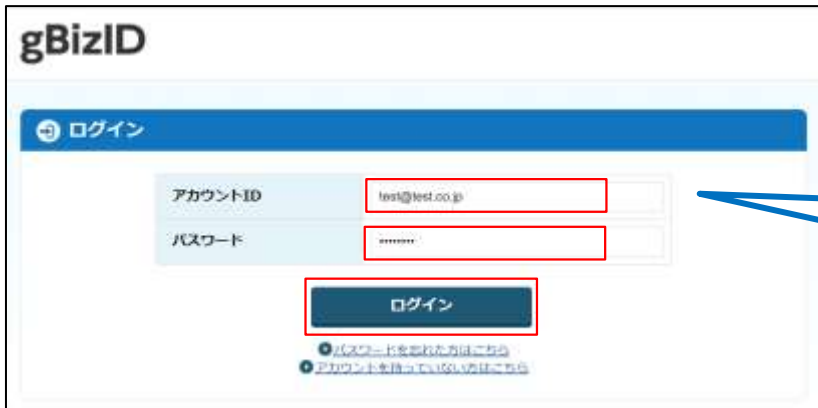 gBizID
ログイン
アカウントID
test@test.co.jp
パスワード
••••••••
ログイン
パスワードを忘れた方はこちら
アカウントを持っていない方はこちら